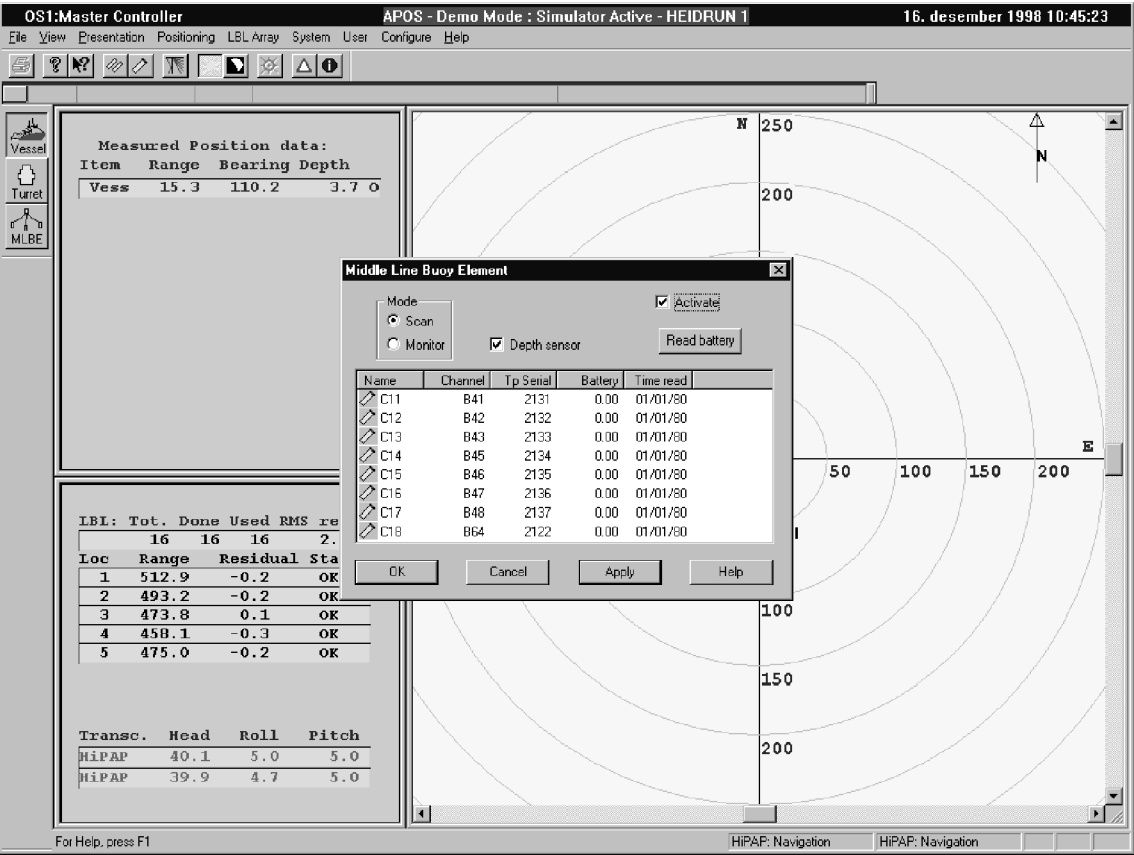 OS1:Master Controller APOS - Demo Mode : Simulator Active - HEIDRUN 1 16. desember 1998 10:45:23
File View Presentation Positioning LBL Array System User Configure Help
Vessel
Turret
MLBE
Measured Position data:
Item Range Bearing Depth
Vess 15.3 110.2 3.7 O
LBL: Tot. Done Used RMS re
16 16 16 2.
Loc Range Residual Sta
1 512.9 -0.2 OK
2 493.2 -0.2 OK
3 473.8 0.1 OK
4 458.1 -0.3 OK
5 475.0 -0.2 OK
Transc. Head Roll Pitch
HiPAP 40.1 5.0 5.0
HiPAP 39.9 4.7 5.0
N 250
N
200
E
50 100 150 200
100
150
200
Middle Line Buoy Element
Mode
Scan
Monitor
Depth sensor
Activate
Read battery
Name Channel Tp Serial Battery Time read
C11 B41 2131 0.00 01/01/80
C12 B42 2132 0.00 01/01/80
C13 B43 2133 0.00 01/01/80
C14 B45 2134 0.00 01/01/80
C15 B46 2135 0.00 01/01/80
C16 B47 2136 0.00 01/01/80
C17 B48 2137 0.00 01/01/80
C18 B64 2122 0.00 01/01/80
OK Cancel Apply Help
For Help, press F1 HiPAP: Navigation HiPAP: Navigation